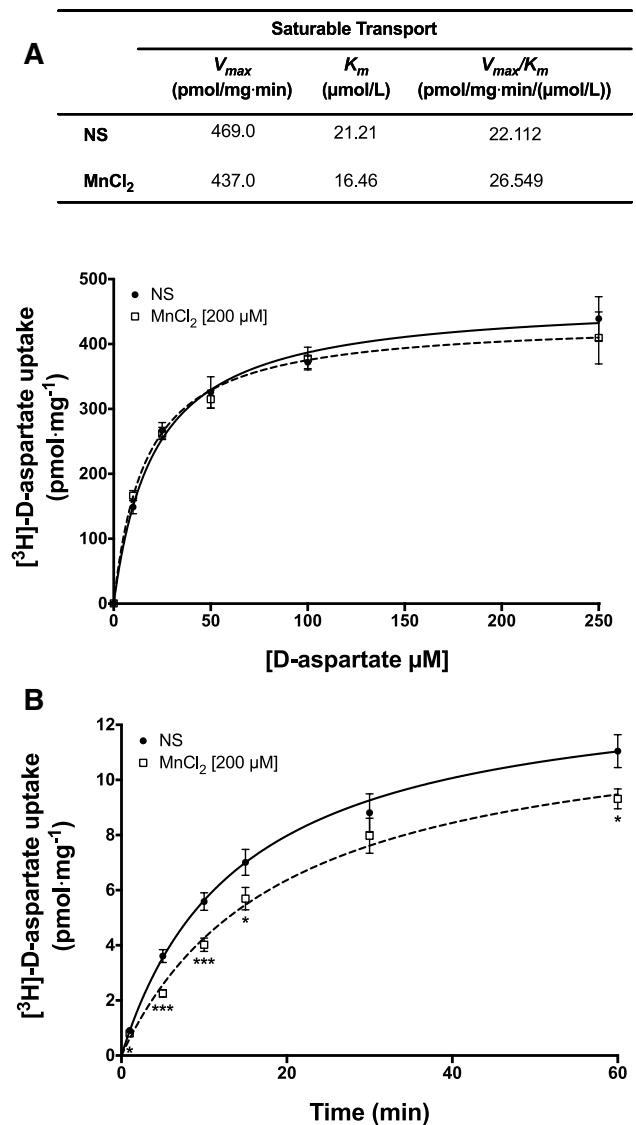 A
Saturable Transport
Vmax Km Vmax/Km
(pmol/mg·min) (µmol/L) (pmol/mg·min/(µmol/L))
NS 469.0 21.21 22.112
MnCl2 437.0 16.46 26.549
500
400
300
200
100
0
NS
MnCl2 [200 µM]
[3H]-D-aspartate uptake
(pmol·mg-1)
0 50 100 150 200 250
[D-aspartate µM]
B
12
10
8
6
4
2
0
NS
MnCl2 [200 µM]
[3H]-D-aspartate uptake
(pmol·mg-1)
*
***
***
*
*
0 20 40 60
Time (min)